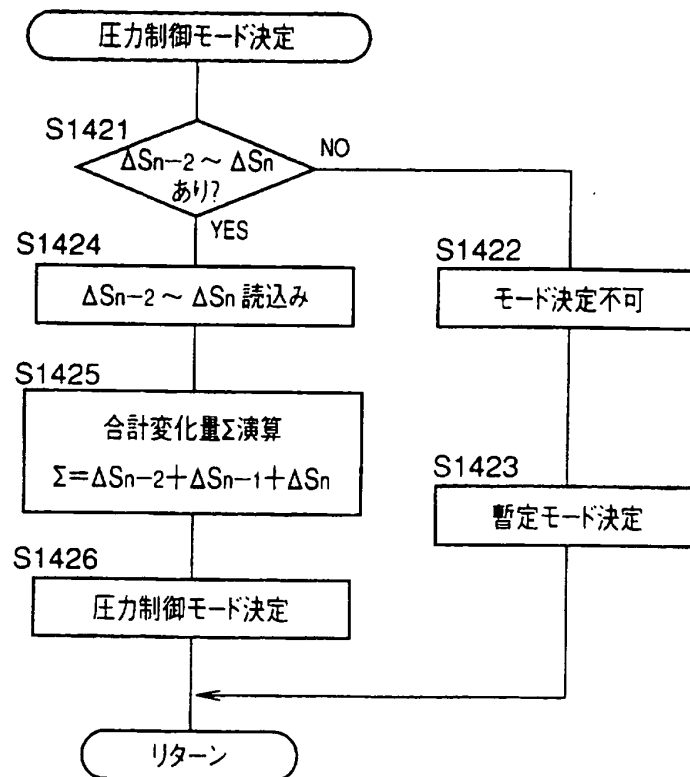 圧力制御モード決定
S1421
ΔSn-2 ~ ΔSn
あり?
NO
YES
S1424
ΔSn-2 ~ ΔSn 読込み
S1422
モード決定不可
S1425
合計変化量Σ演算
Σ=ΔSn-2+ΔSn-1+ΔSn
S1423
暫定モード決定
S1426
圧力制御モード決定
リターン